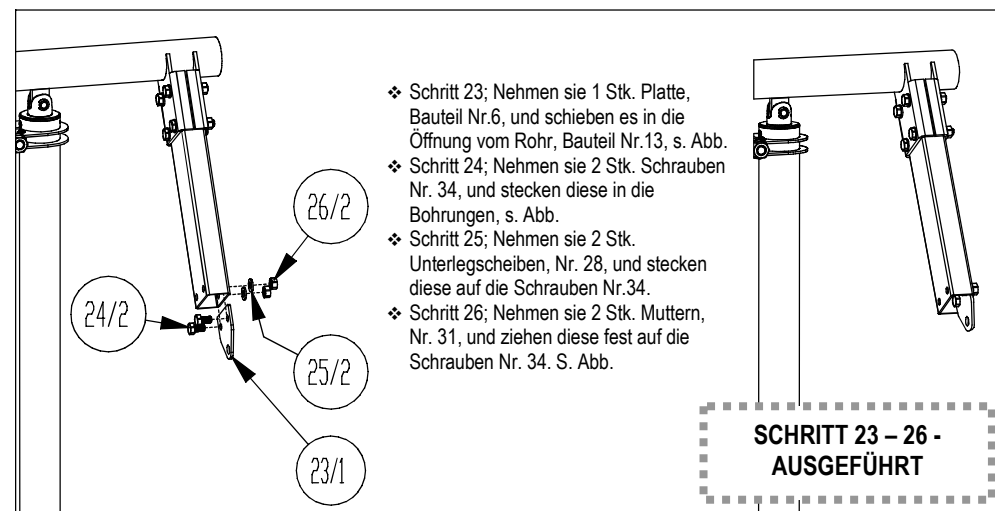 ❖ Schritt 23; Nehmen sie 1 Stk. Platte,
Bauteil Nr.6, und schieben es in die
Öffnung vom Rohr, Bauteil Nr.13, s. Abb.
❖ Schritt 24; Nehmen sie 2 Stk. Schrauben
Nr. 34, und stecken diese in die
Bohrungen, s. Abb.
❖ Schritt 25; Nehmen sie 2 Stk.
Unterlegscheiben, Nr. 28, und stecken
diese auf die Schrauben Nr.34.
❖ Schritt 26; Nehmen sie 2 Stk. Muttern,
Nr. 31, und ziehen diese fest auf die
Schrauben Nr. 34. S. Abb.
26/2
24/2
25/2
23/1
SCHRITT 23 – 26 -
AUSGEFÜHRT